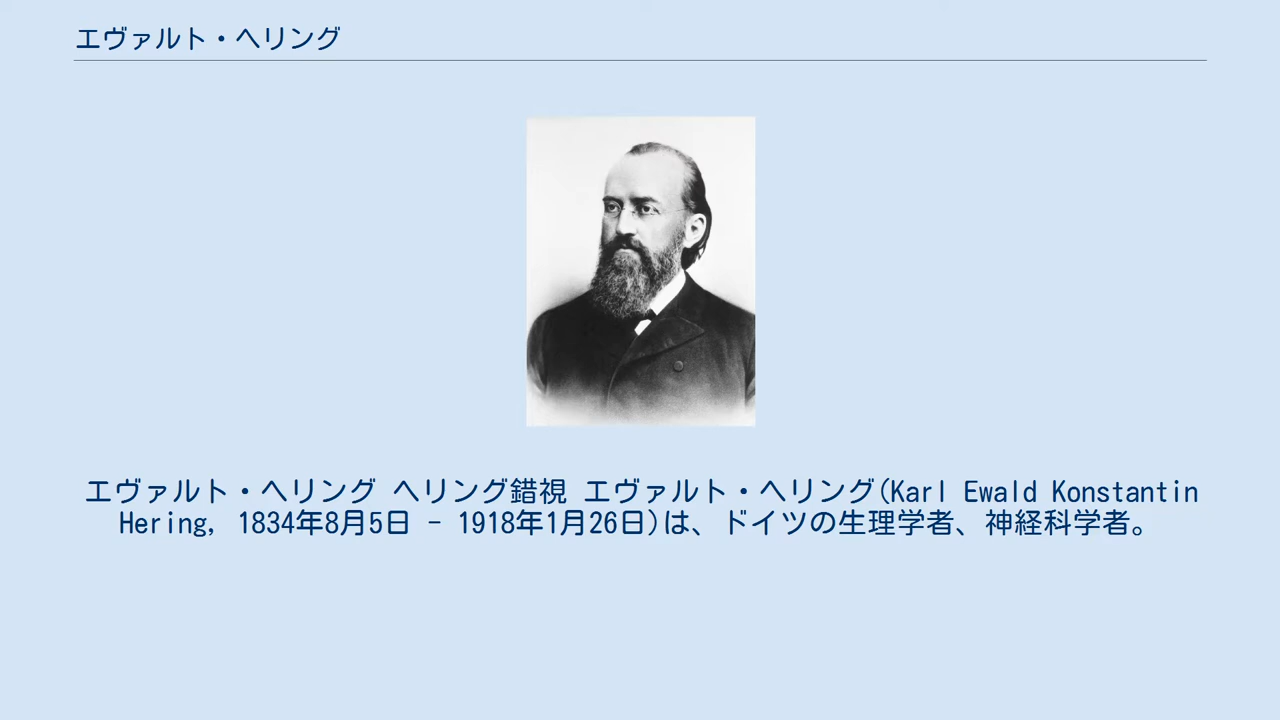 エヴァルト・ヘリング
エヴァルト・ヘリング ヘリング錯視 エヴァルト・ヘリング(Karl Ewald Konstantin
Hering, 1834年8月5日 - 1918年1月26日)は、ドイツの生理学者、神経科学者。